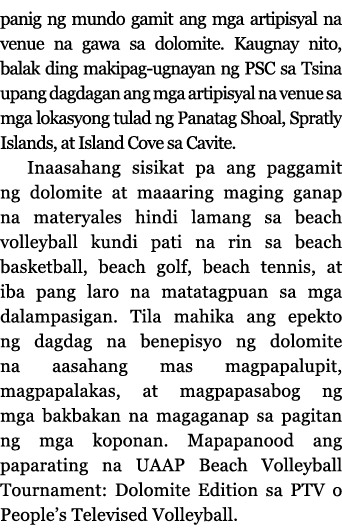 panig ng mundo gamit ang mga artipisyal na
venue na gawa sa dolomite. Kaugnay nito,
balak ding makipag-ugnayan ng PSC sa Tsina
upang dagdagan ang mga artipisyal na venue sa
mga lokasyong tulad ng Panatag Shoal, Spratly
Islands, at Island Cove sa Cavite.
Inaasahang sisikat pa ang paggamit
ng dolomite at maaaring maging ganap
na materyales hindi lamang sa beach
volleyball kundi pati na rin sa beach
basketball, beach golf, beach tennis, at
iba pang laro na matatagpuan sa mga
dalampasigan. Tila mahika ang epekto
ng dagdag na benepisyo ng dolomite
na aasahang mas magpapalupit,
magpapalakas, at magpapasabog ng
mga bakbakan na magaganap sa pagitan
ng mga koponan. Mapapanood ang
paparating na UAAP Beach Volleyball
Tournament: Dolomite Edition sa PTV o
People’s Televised Volleyball.